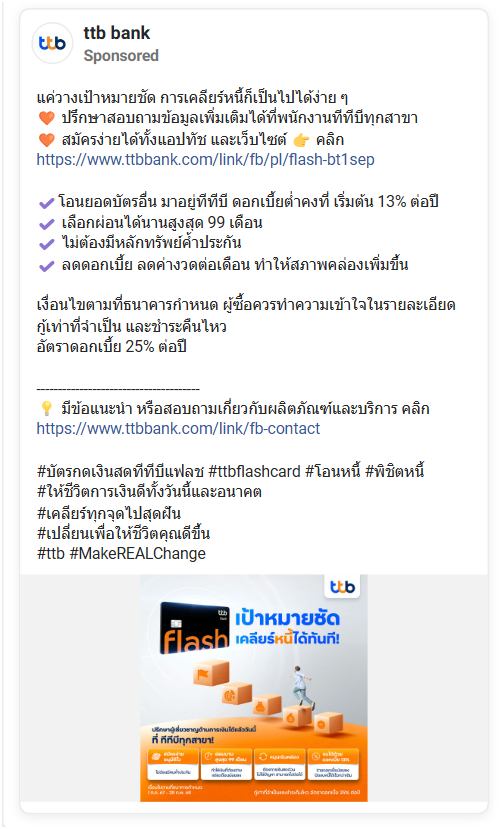 ttb
ttb bank
Sponsored
แค่วางเป้าหมายชัด การเคลียร์หนี้ก็เป็นไปได้ง่าย ๆ
🧡 ปรึกษาสอบถามข้อมูลเพิ่มเติมได้ที่พนักงานทีทีบีทุกสาขา
🧡 สมัครง่ายได้ทั้งแอปทัช และเว็บไซต์ 👉 คลิก
https://www.ttbbank.com/link/fb/pl/flash-bt1sep
✔ โอนยอดบัตรอื่น มาอยู่ทีทีบี ดอกเบี้ยต่ำคงที่ เริ่มต้น 13% ต่อปี
✔ เลือกผ่อนได้นานสูงสุด 99 เดือน
✔ ไม่ต้องมีหลักทรัพย์ค้ำประกัน
✔ ลดดอกเบี้ย ลดค่างวดต่อเดือน ทำให้สภาพคล่องเพิ่มขึ้น
เงื่อนไขตามที่ธนาคารกำหนด ผู้ซื้อควรทำความเข้าใจในรายละเอียด
กู้เท่าที่จำเป็น และชำระคืนไหว
อัตราดอกเบี้ย 25% ต่อปี
--------------------------------------
💡 มีข้อแนะนำ หรือสอบถามเกี่ยวกับผลิตภัณฑ์และบริการ คลิก
https://www.ttbbank.com/link/fb-contact
#บัตรกดเงินสดทีทีบีแฟลช #ttbflashcard #โอนหนี้ #พิชิตหนี้
#ให้ชีวิตการเงินดีทั้งวันนี้และอนาคต
#เคลียร์ทุกจุดไปสุดฝัน
#เปลี่ยนเพื่อให้ชีวิตคุณดีขึ้น
#ttb #MakeREALChange
ttb
ttb
flash
เป้าหมายชัด
เคลียร์หนี้ได้ทันที!
ปรึกษาผู้เชี่ยวชาญด้านการเงินได้แล้ววันนี้
ที่ ทีทีบีทุกสาขา!